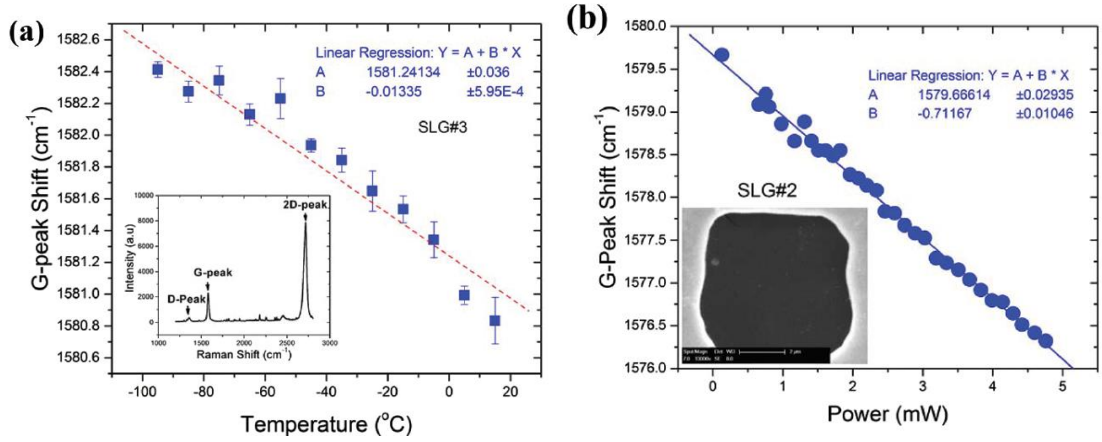 (a)
1582.6
1582.4
1582.2
1582.0
1581.8
1581.6
1581.4
1581.2
1581.0
1580.8
1580.6
G-peak Shift (cm-1)
Linear Regression: Y = A + B * X
A 1581.24134 ±0.036
B -0.01335 ±5.95E-4
SLG#3
10000
8000
6000
4000
2000
0
Intensity (a.u)
2D-peak
G-peak
D-Peak
1000 1500 2000 2500 3000
Raman Shift (cm-1)
-100 -80 -60 -40 -20 0 20
Temperature (oC)
(b)
1580.0
1579.5
1579.0
1578.5
1578.0
1577.5
1577.0
1576.5
1576.0
G-Peak Shift (cm-1)
Linear Regression: Y = A + B * X
A 1579.66614 ±0.02935
B -0.71167 ±0.01046
SLG#2
0 1 2 3 4 5
Power (mW)